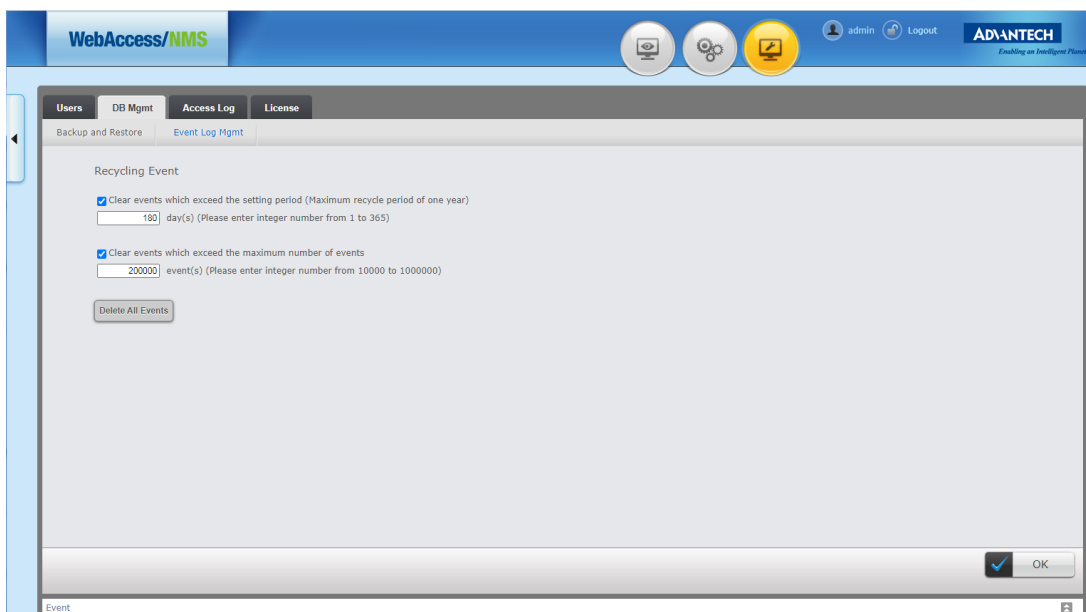 WebAccess/NMS
admin
Logout
ADVANTECH
Enabling an Intelligent Planet
Users
DB Mgmt
Access Log
License
Backup and Restore
Event Log Mgmt
Recycling Event
Clear events which exceed the setting period (Maximum recycle period of one year)
180 day(s) (Please enter integer number from 1 to 365)
Clear events which exceed the maximum number of events
200000 event(s) (Please enter integer number from 10000 to 1000000)
Delete All Events
OK
Event